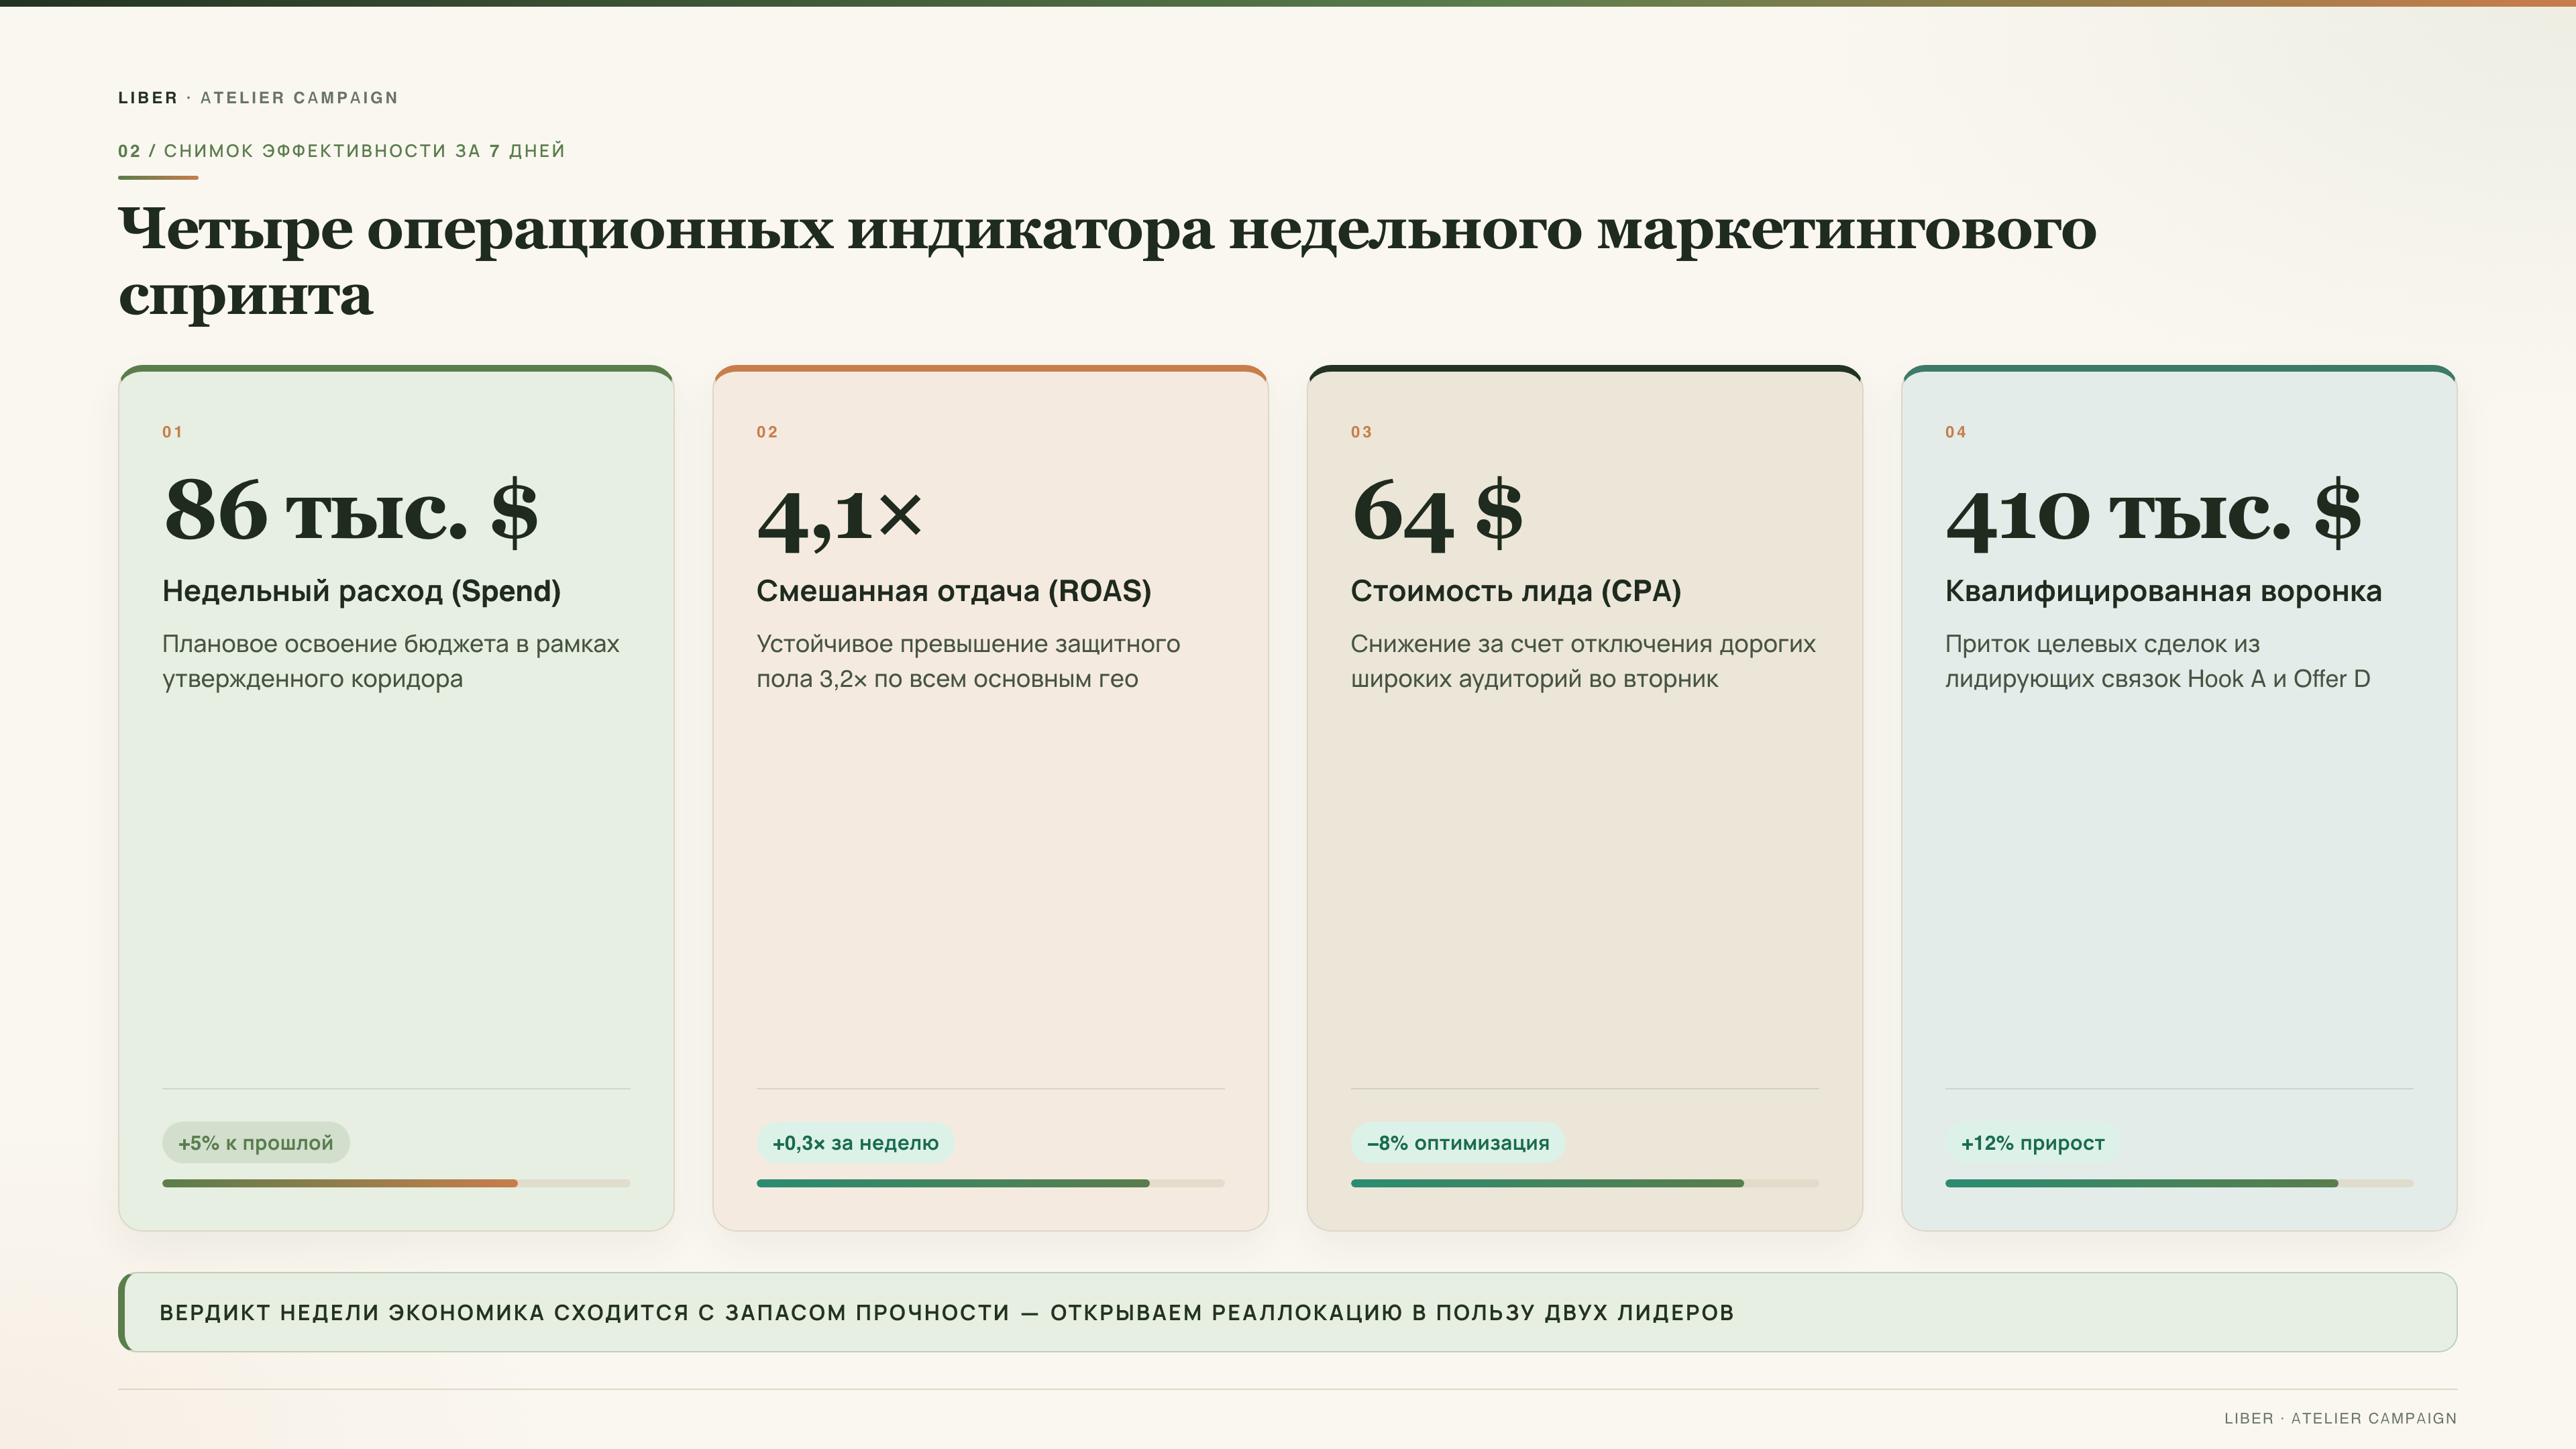 LIBER · ATELIER CAMPAIGN
02 / СНИМОК ЭФФЕКТИВНОСТИ ЗА 7 ДНЕЙ
Четыре операционных индикатора недельного маркетингового
спринта
01
86 тыс. $
Недельный расход (Spend)
Плановое освоение бюджета в рамках
утвержденного коридора
+5% к прошлой
02
4,1×
Смешанная отдача (ROAS)
Устойчивое превышение защитного
пола 3,2× по всем основным гео
+0,3× за неделю
03
64 $
Стоимость лида (CPA)
Снижение за счет отключения дорогих
широких аудиторий во вторник
−8% оптимизация
04
410 тыс. $
Квалифицированная воронка
Приток целевых сделок из
лидирующих связок Hook A и Offer D
+12% прирост
ВЕРДИКТ НЕДЕЛИ ЭКОНОМИКА СХОДИТСЯ С ЗАПАСОМ ПРОЧНОСТИ — ОТКРЫВАЕМ РЕАЛЛОКАЦИЮ В ПОЛЬЗУ ДВУХ ЛИДЕРОВ
LIBER · ATELIER CAMPAIGN